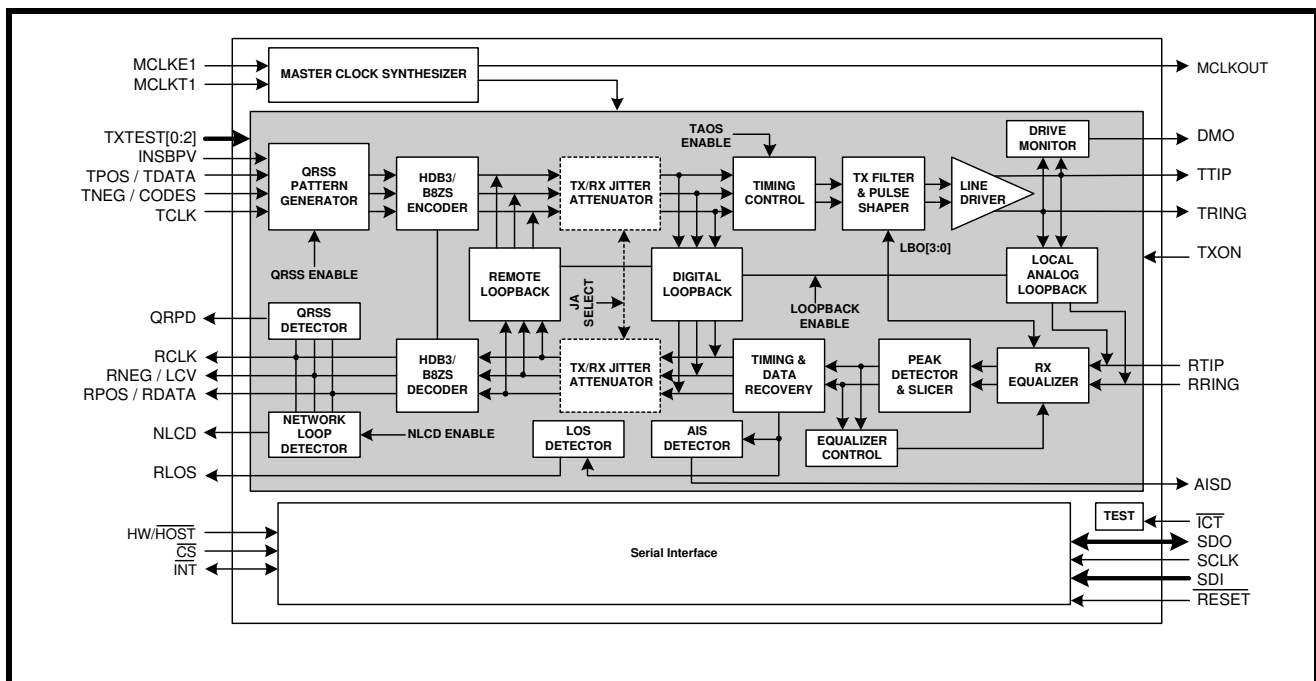 MCLKE1
MCLKT1
MASTER CLOCK SYNTHESIZER
MCLKOUT
TXTEST[0:2]
INSBPV
TPOS / TDATA
TNEG / CODES
TCLK
QRSS
PATTERN
GENERATOR
HDB3/
B8ZS
ENCODER
TX/RX JITTER
ATTENUATOR
TAOS
ENABLE
TIMING
CONTROL
TX FILTER
& PULSE
SHAPER
LINE
DRIVER
DRIVE
MONITOR
DMO
TTIP
TRING
TXON
QRSS ENABLE
REMOTE
LOOPBACK
JA
SELECT
DIGITAL
LOOPBACK
LOOPBACK
ENABLE
LBO[3:0]
LOCAL
ANALOG
LOOPBACK
QRPD
RCLK
RNEG / LCV
RPOS / RDATA
NLCD
RLOS
QRSS
DETECTOR
NETWORK
LOOP
DETECTOR
NLCD ENABLE
HDB3/
B8ZS
DECODER
TX/RX JITTER
ATTENUATOR
TIMING &
DATA
RECOVERY
PEAK
DETECTOR
& SLICER
RX
EQUALIZER
RTIP
RRING
LOS
DETECTOR
AIS
DETECTOR
EQUALIZER
CONTROL
AISD
HW/HOST
CS
INT
Serial Interface
TEST
ICT
SDO
SCLK
SDI
RESET